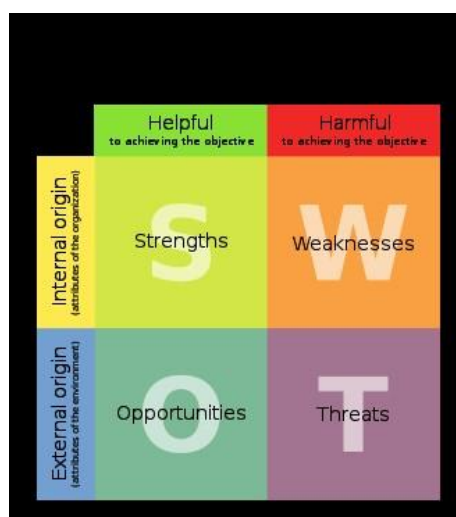 Helpful
to achieving the objective
Harmful
to achieving the objective
Internal origin
(attributes of the organization)
S
Strengths
W
Weaknesses
External origin
(attributes of the environment)
O
Opportunities
T
Threats